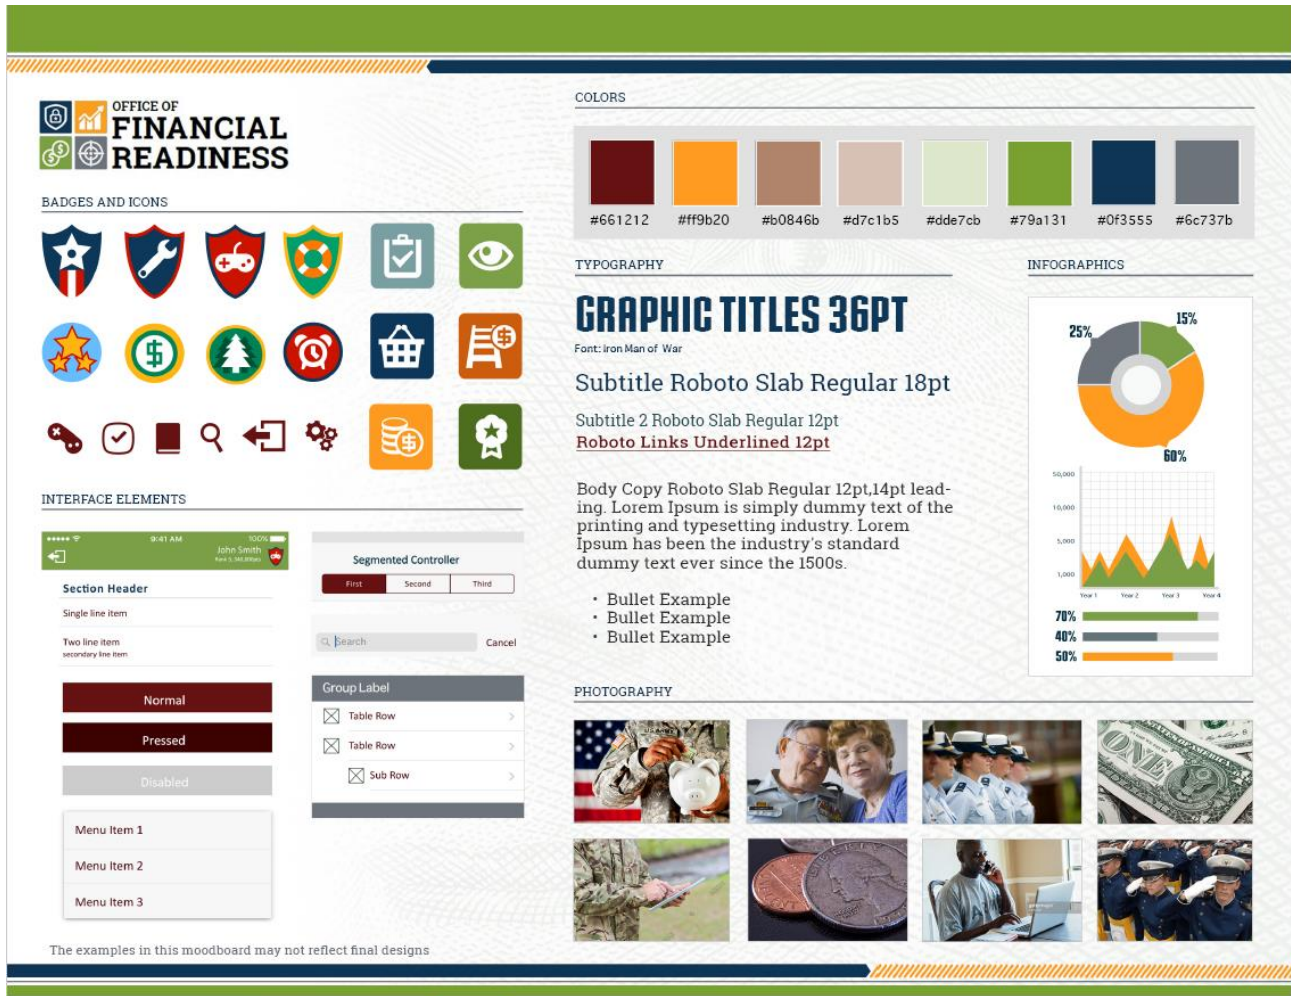 OFFICE OF
FINANCIAL
READINESS
BADGES AND ICONS
INTERFACE ELEMENTS
9:41 AM
100%
John Smith
Section Header
Single line item
Two line item
secondary line item
Normal
Pressed
Disabled
Menu Item 1
Menu Item 2
Menu Item 3
Segmented Controller
First Second Third
Search
Cancel
Group Label
Table Row
Table Row
Sub Row
The examples in this moodboard may not reflect final designs
COLORS
#661212 #ff9b20 #b0846b #d7c1b5 #dde7cb #79a131 #0f3555 #6c737b
TYPOGRAPHY
GRAPHIC TITLES 36PT
Font: Iron Man of War
Subtitle Roboto Slab Regular 18pt
Subtitle 2 Roboto Slab Regular 12pt
Roboto Links Underlined 12pt
Body Copy Roboto Slab Regular 12pt,14pt lead-
ing. Lorem Ipsum is simply dummy text of the
printing and typesetting industry. Lorem
Ipsum has been the industry's standard
dummy text ever since the 1500s.
• Bullet Example
• Bullet Example
• Bullet Example
INFOGRAPHICS
25%
15%
60%
50,000
10,000
5,000
1,000
Year 1 Year 2 Year 3 Year 4
70%
40%
50%
PHOTOGRAPHY
ONE